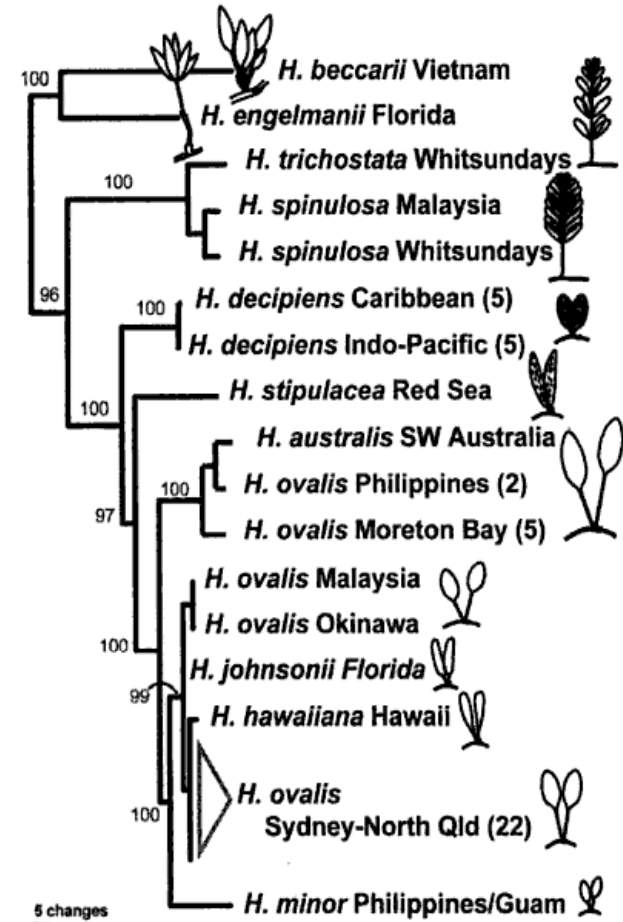 100
H. beccarii Vietnam
H. engelmanii Florida
H. trichostata Whitsundays
100
H. spinulosa Malaysia
H. spinulosa Whitsundays
96
H. decipiens Caribbean (5)
100
H. decipiens Indo-Pacific (5)
H. stipulacea Red Sea
100
H. australis SW Australia
100
H. ovalis Philippines (2)
97
H. ovalis Moreton Bay (5)
H. ovalis Malaysia
H. ovalis Okinawa
100
H. johnsonii Florida
99
H. hawaiiana Hawaii
H. ovalis
Sydney-North Qld (22)
100
H. minor Philippines/Guam
5 changes